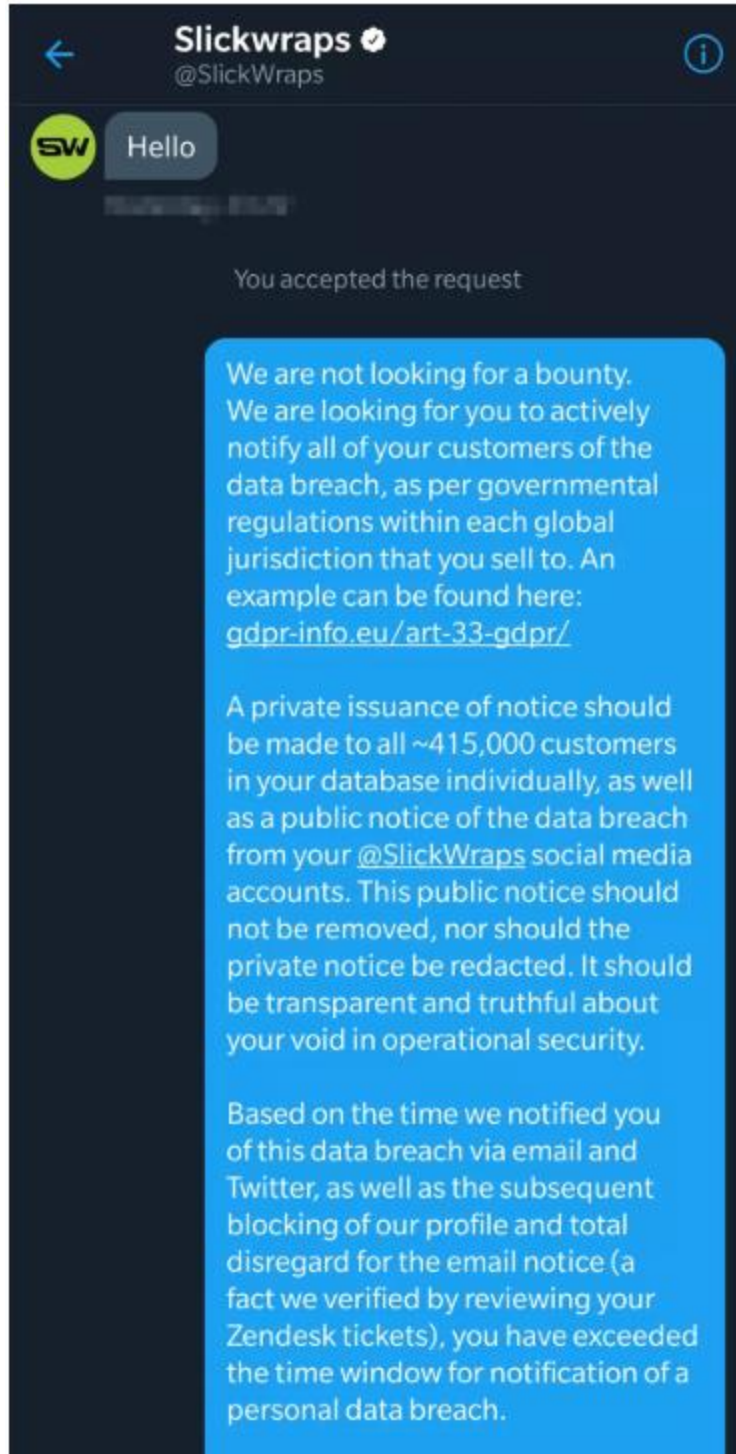 Slickwraps
@SlickWraps
SW
Hello
You accepted the request
We are not looking for a bounty.
We are looking for you to actively
notify all of your customers of the
data breach, as per governmental
regulations within each global
jurisdiction that you sell to. An
example can be found here:
gdpr-info.eu/art-33-gdpr/
A private issuance of notice should
be made to all ~415,000 customers
in your database individually, as well
as a public notice of the data breach
from your @SlickWraps social media
accounts. This public notice should
not be removed, nor should the
private notice be redacted. It should
be transparent and truthful about
your void in operational security.
Based on the time we notified you
of this data breach via email and
Twitter, as well as the subsequent
blocking of our profile and total
disregard for the email notice (a
fact we verified by reviewing your
Zendesk tickets), you have exceeded
the time window for notification of a
personal data breach.